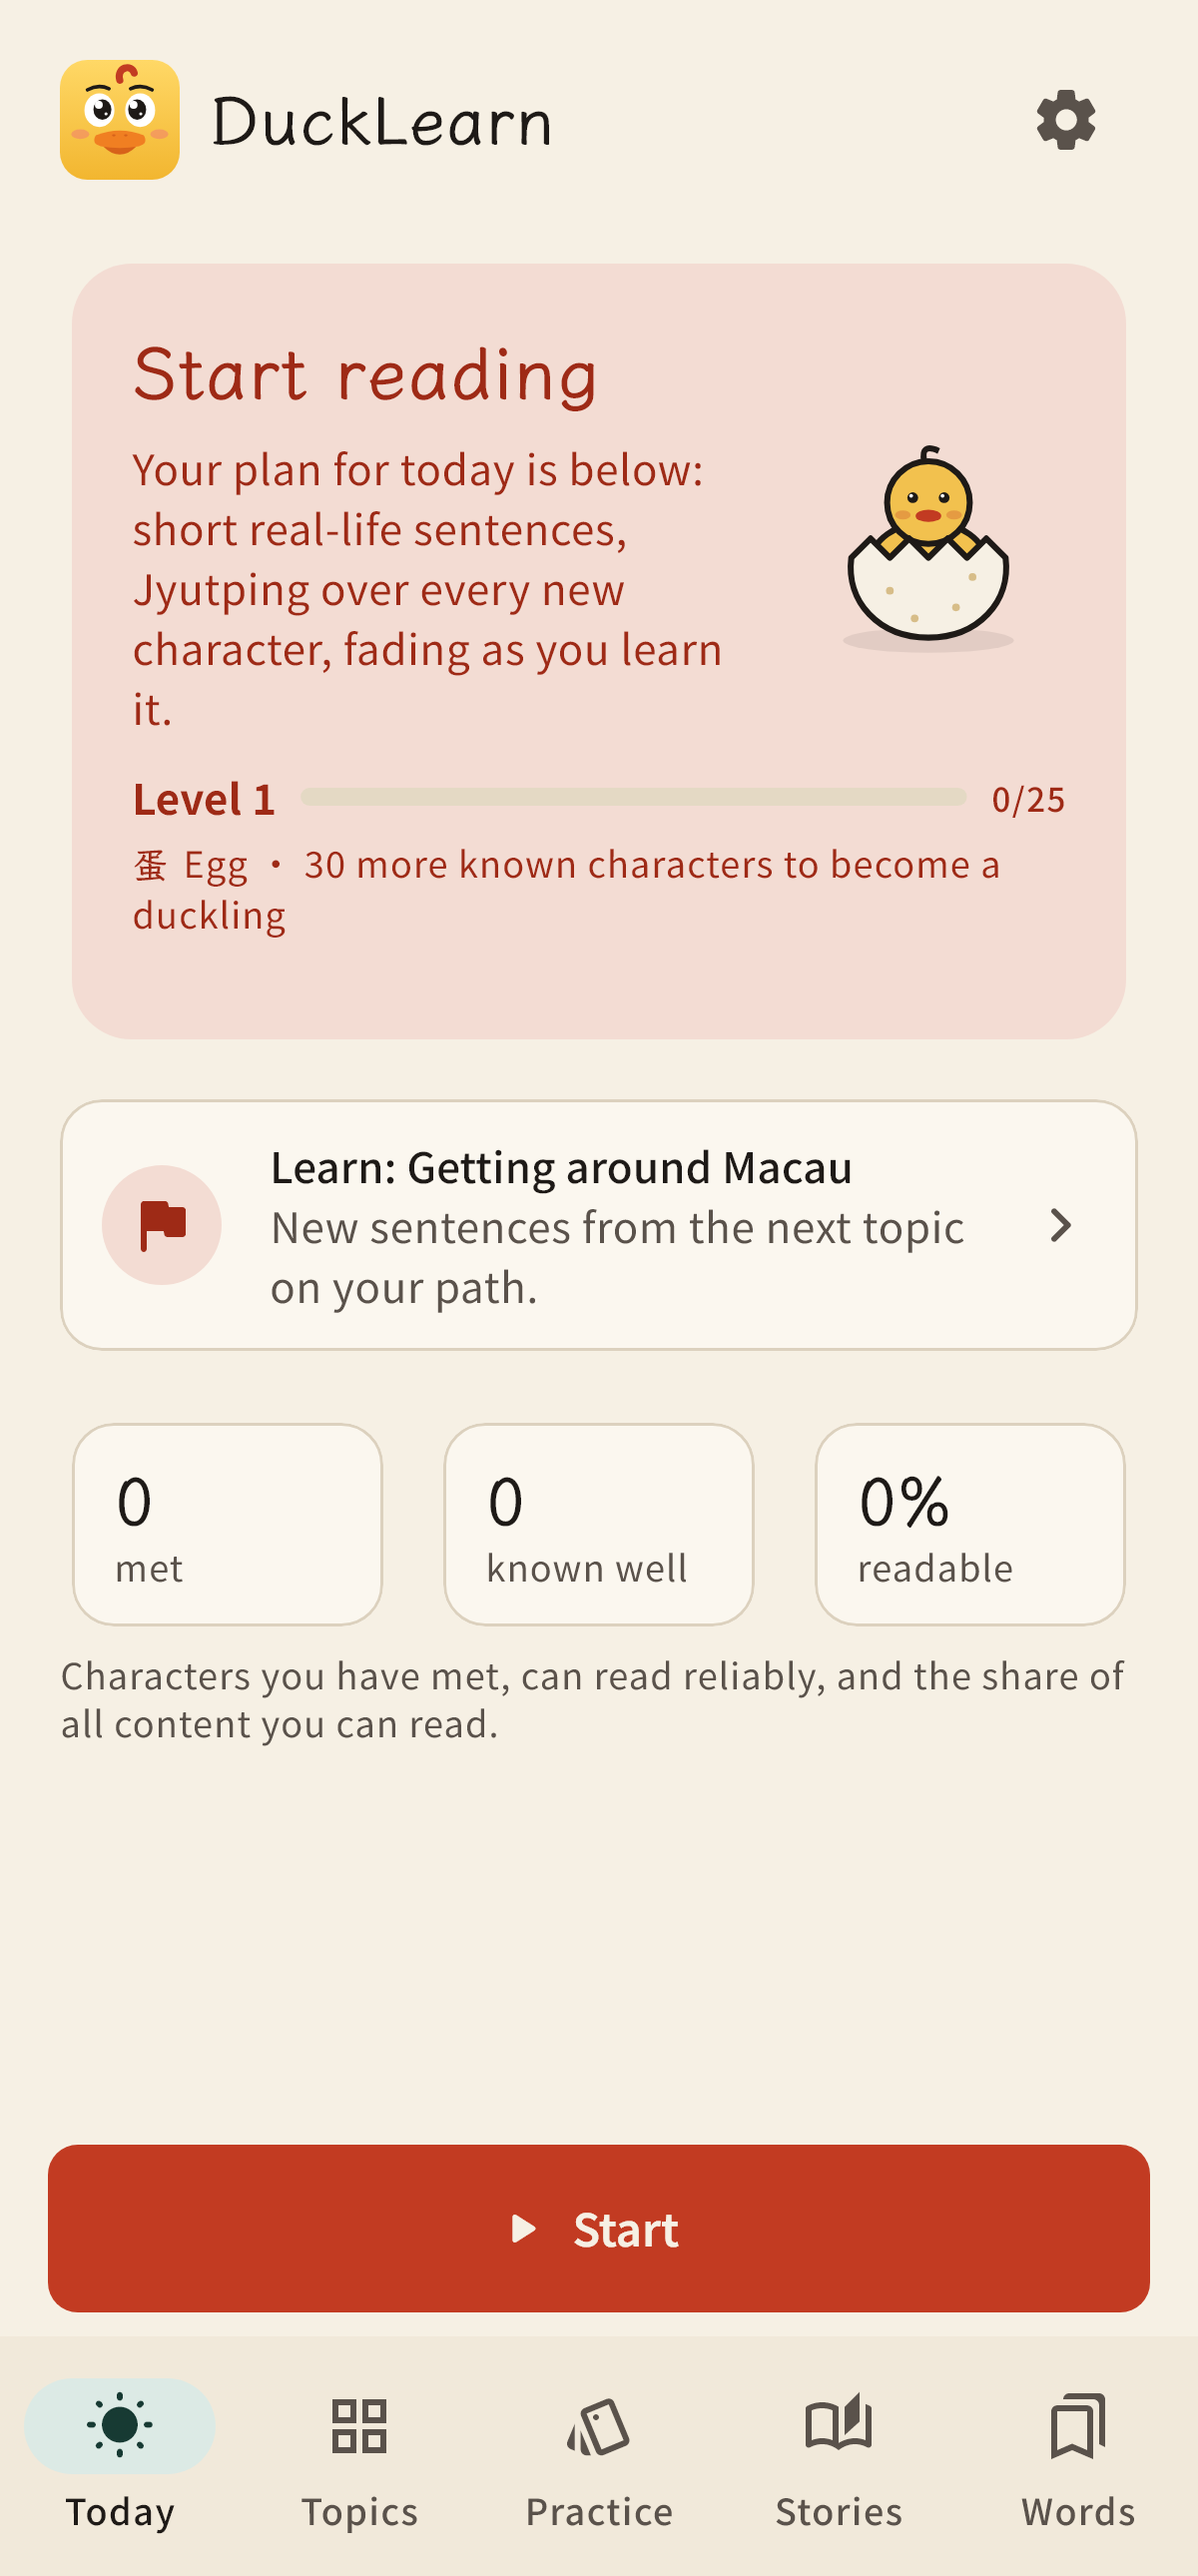 DuckLearn
Start reading
Your plan for today is below:
short real-life sentences,
Jyutping over every new
character, fading as you learn
it.
Level 1 0/25
蛋 Egg · 30 more known characters to become a
duckling
Learn: Getting around Macau
New sentences from the next topic
on your path.
0 0 0%
met known well readable
Characters you have met, can read reliably, and the share of
all content you can read.
Start
Today Topics Practice Stories Words